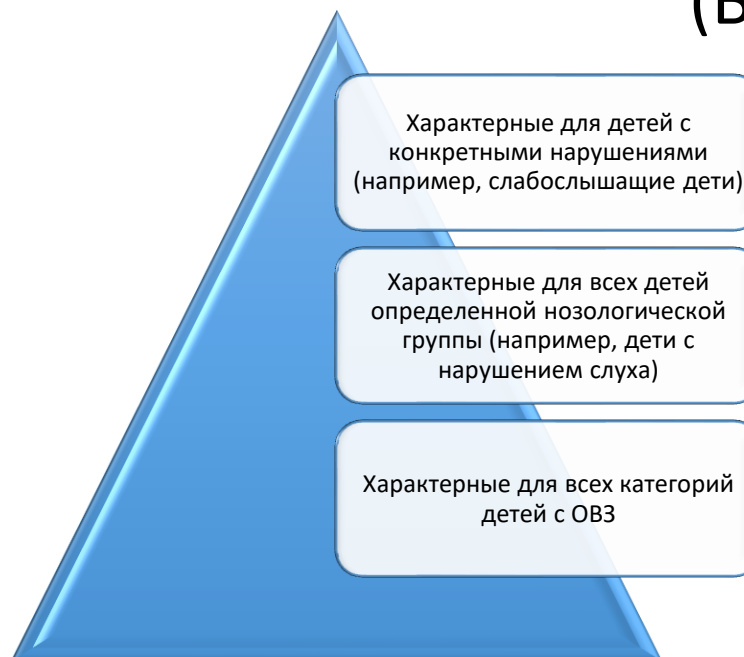 (В
Характерные для детей с
конкретными нарушениями
(например, слабослышащие дети)
Характерные для всех детей
определенной нозологической
группы (например, дети с
нарушением слуха)
Характерные для всех категорий
детей с ОВЗ